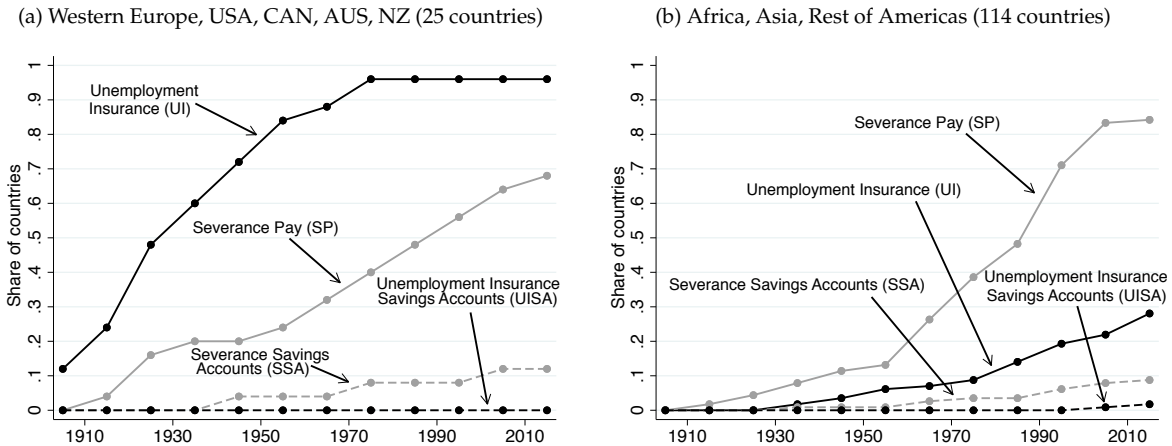 (a) Western Europe, USA, CAN, AUS, NZ (25 countries)
Share of countries
1
.9
.8
.7
.6
.5
.4
.3
.2
.1
0
Unemployment
Insurance (UI)
Severance Pay (SP)
Unemployment Insurance
Savings Accounts (UISA)
Severance Savings
Accounts (SSA)
1910 1930 1950 1970 1990 2010
(b) Africa, Asia, Rest of Americas (114 countries)
Share of countries
1
.9
.8
.7
.6
.5
.4
.3
.2
.1
0
Severance Pay (SP)
Unemployment Insurance (UI)
Severance Savings Accounts (SSA)
Unemployment Insurance
Savings Accounts (UISA)
1910 1930 1950 1970 1990 2010